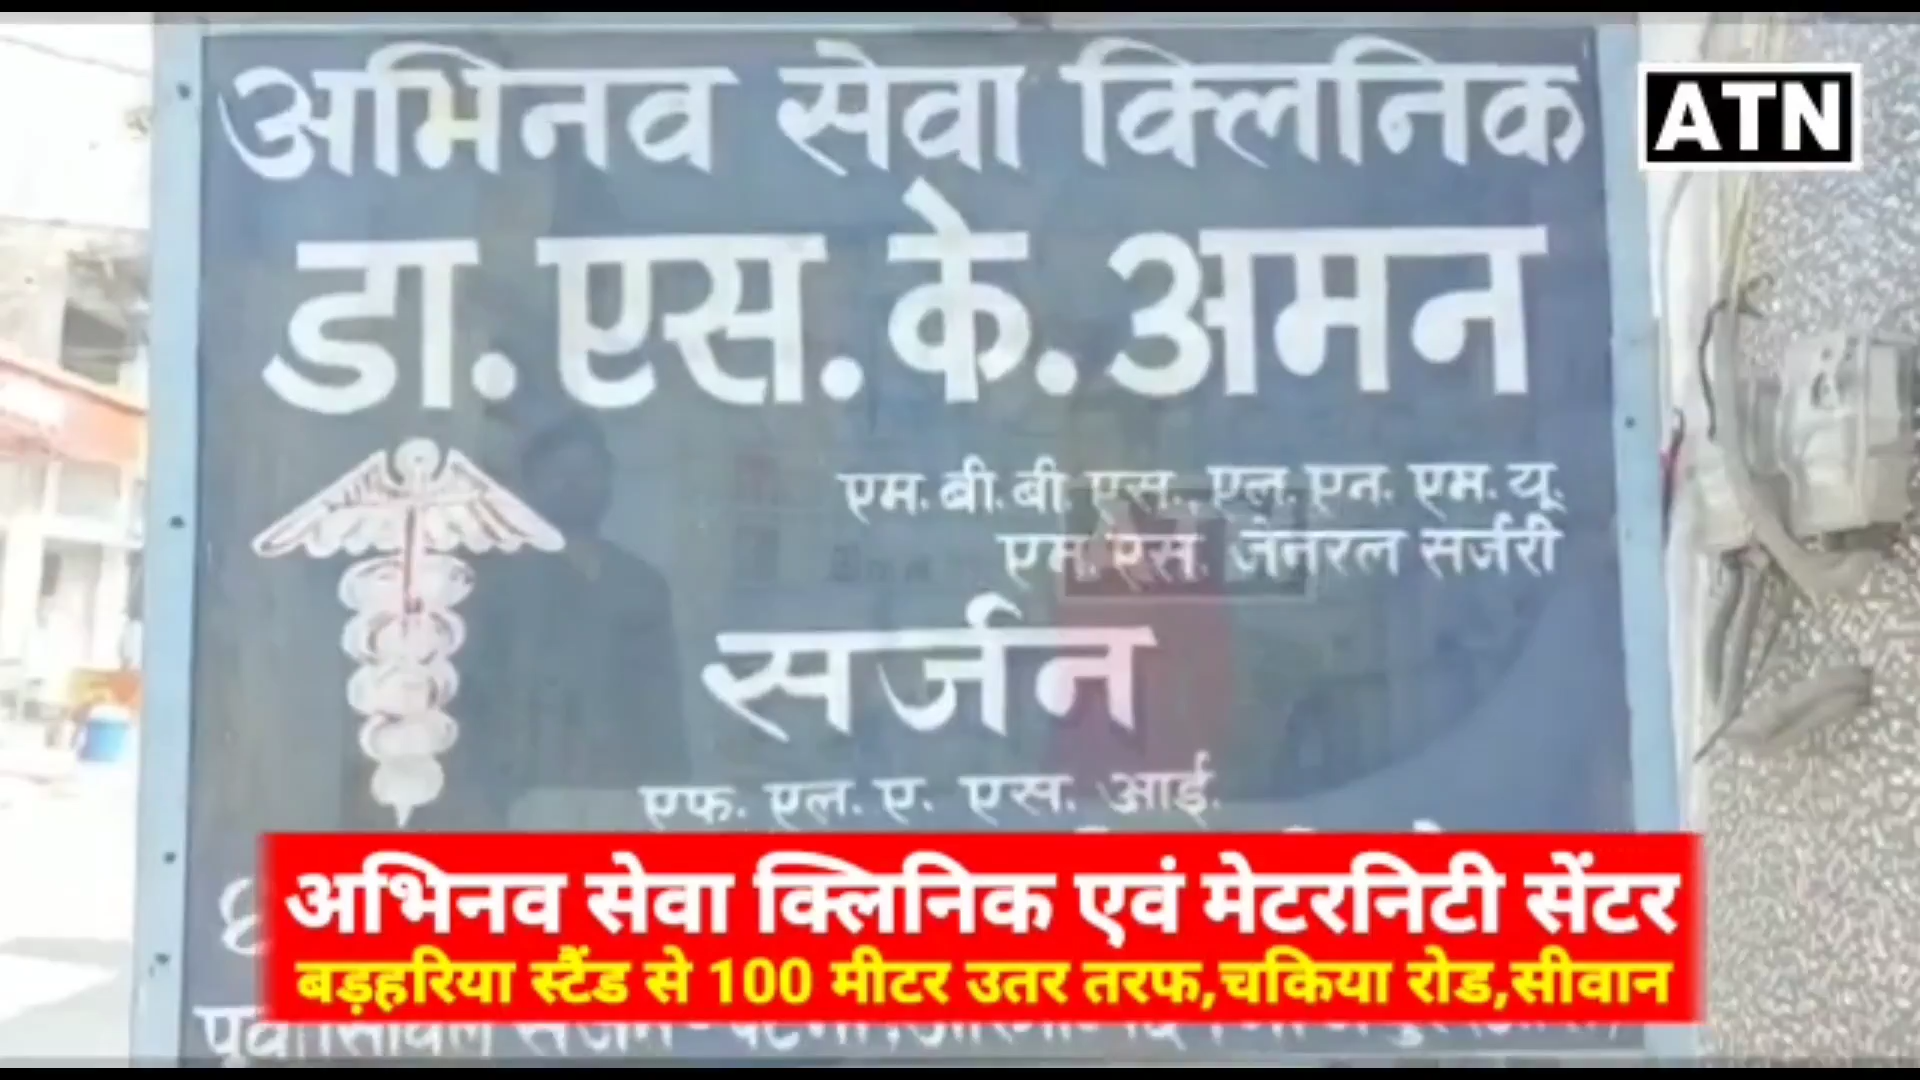 अभिनव सेवा क्लिनिक
ATN
डा. एस. के. अमन
एम. बी. बी. एस., एल. एन. एम. यू.
एम. एस. जेनरल सर्जरी
सर्जन
एफ. एल. ए. एस. आई.
अभिनव सेवा क्लिनिक एवं मेटरनिटी सेंटर
बड़हरिया स्टैंड से 100 मीटर उतर तरफ,चकिया रोड,सीवान